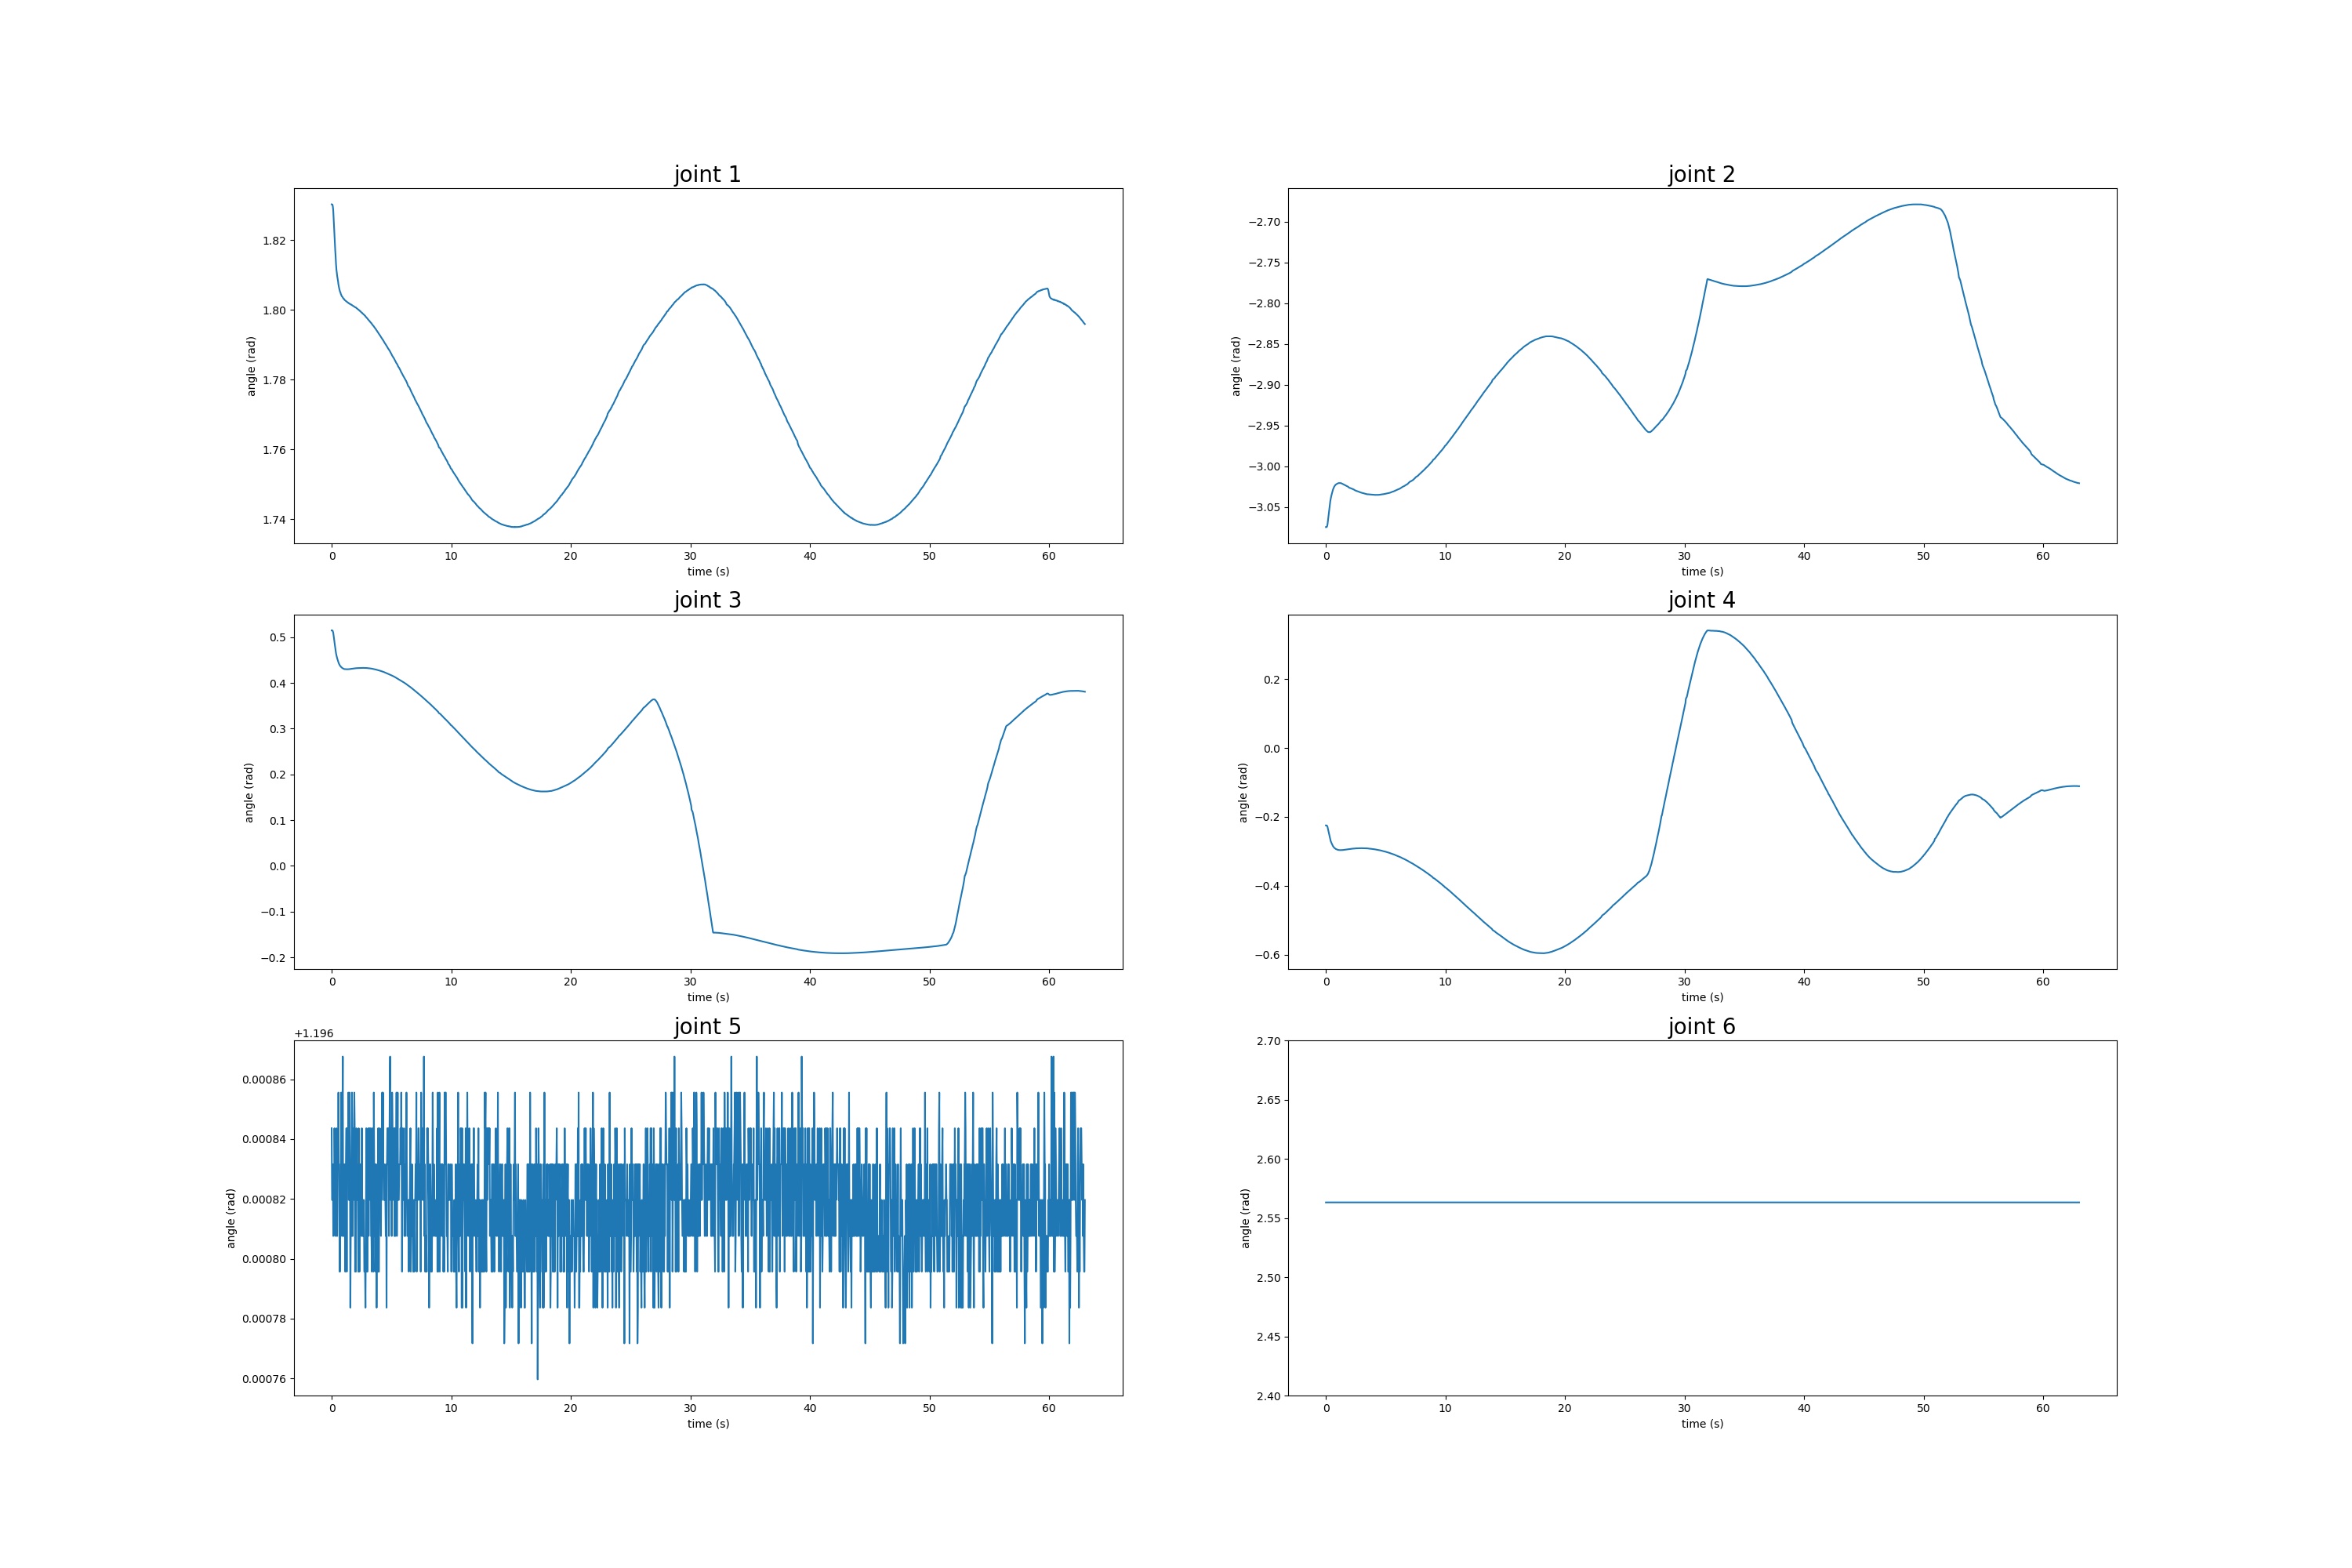 joint 1
1.82
1.80
1.78
1.76
1.74
angle (rad)
0 10 20 30 40 50 60
time (s)
joint 2
−2.70
−2.75
−2.80
−2.85
−2.90
−2.95
−3.00
−3.05
angle (rad)
0 10 20 30 40 50 60
time (s)
joint 3
0.5
0.4
0.3
0.2
0.1
0.0
−0.1
−0.2
angle (rad)
0 10 20 30 40 50 60
time (s)
joint 4
0.2
0.0
−0.2
−0.4
−0.6
angle (rad)
0 10 20 30 40 50 60
time (s)
joint 5
+1.196
0.00086
0.00084
0.00082
0.00080
0.00078
0.00076
angle (rad)
0 10 20 30 40 50 60
time (s)
joint 6
2.70
2.65
2.60
2.55
2.50
2.45
2.40
angle (rad)
0 10 20 30 40 50 60
time (s)